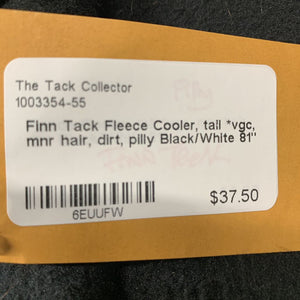 Pilly
The Tack Collector
1003354-55
Finn Tack Fleece Cooler, tail *vgc,
mnr hair, dirt, pilly Black/White 81"
$37.50
6EUUFW